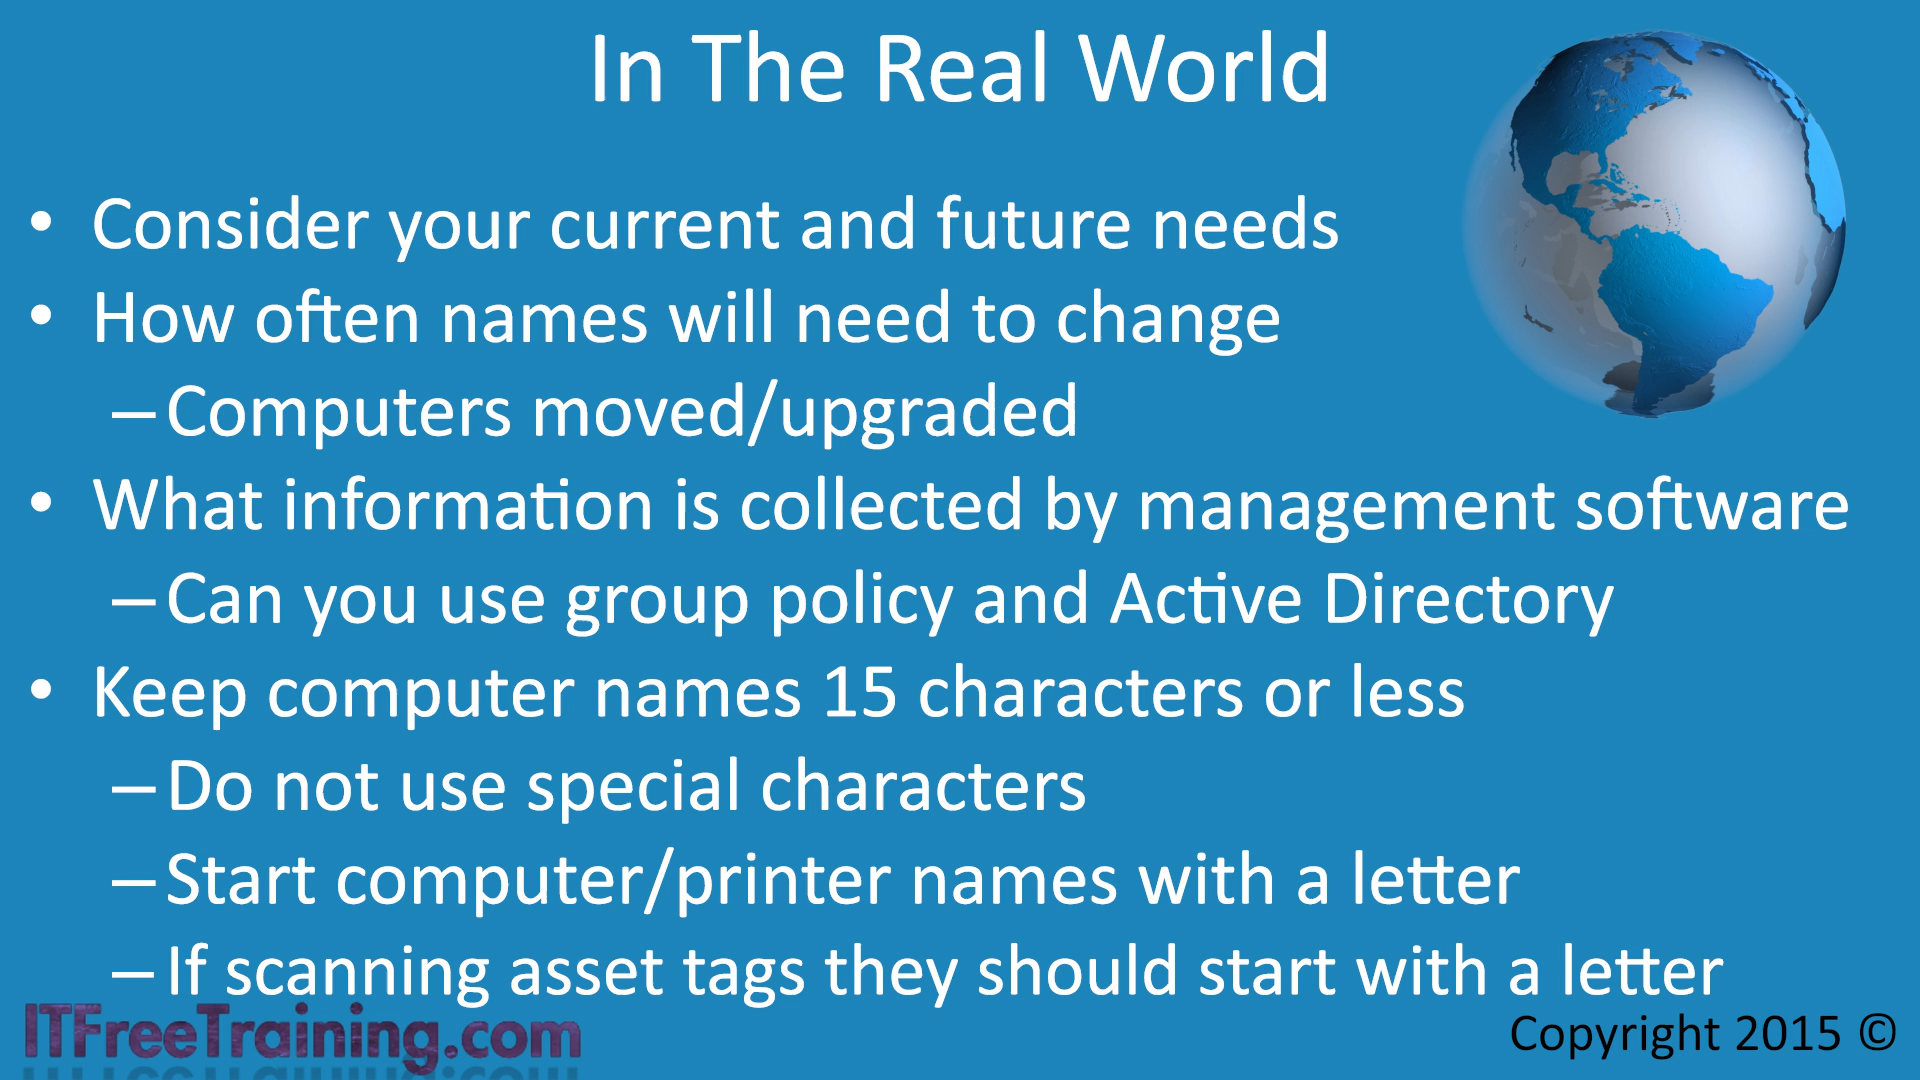 In The Real World
• Consider your current and future needs
• How often names will need to change
– Computers moved/upgraded
• What information is collected by management software
– Can you use group policy and Active Directory
• Keep computer names 15 characters or less
– Do not use special characters
– Start computer/printer names with a letter
– If scanning asset tags they should start with a letter
ITFreeTraining.com
Copyright 2015 ©